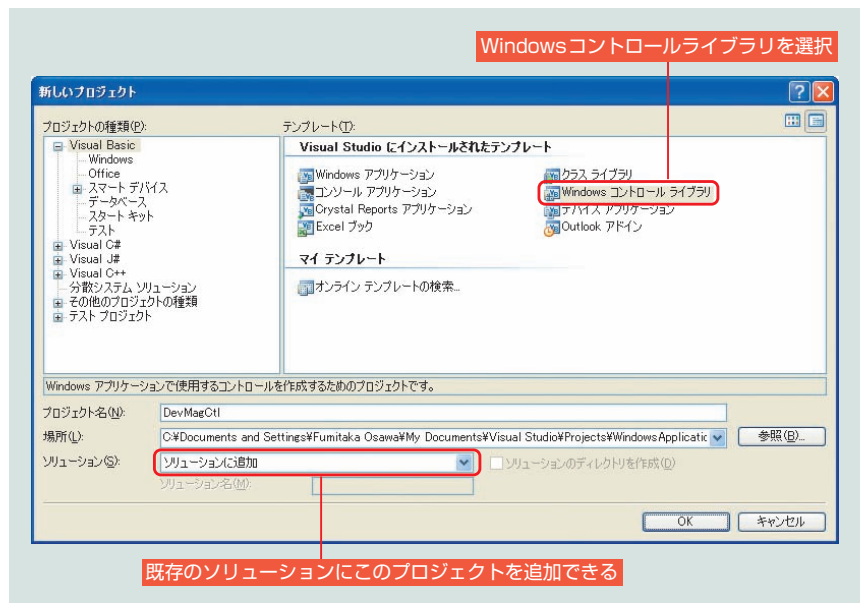 Windowsコントロールライブラリを選択
新しいプロジェクト
プロジェクトの種類(P):
テンプレート(T):
Visual Basic
Windows
Office
スマート デバイス
データベース
スタート キット
テスト
Visual C#
Visual J#
Visual C++
分散システム ソリューション
その他のプロジェクトの種類
テスト プロジェクト
Visual Studio にインストールされたテンプレート
Windows アプリケーション
クラス ライブラリ
コンソール アプリケーション
Windows コントロール ライブラリ
Crystal Reports アプリケーション
デバイス アプリケーション
Excel ブック
Outlook アドイン
マイ テンプレート
オンライン テンプレートの検索...
Windows アプリケーションで使用するコントロールを作成するためのプロジェクトです。
プロジェクト名(N):
DevMagCtl
場所(L):
C:¥Documents and Settings¥Fumitaka Osawa¥My Documents¥Visual Studio¥Projects¥WindowsApplicatic
参照(B)...
ソリューション(S):
ソリューションに追加
ソリューションのディレクトリを作成(D)
ソリューション名(M):
OK
キャンセル
既存のソリューションにこのプロジェクトを追加できる